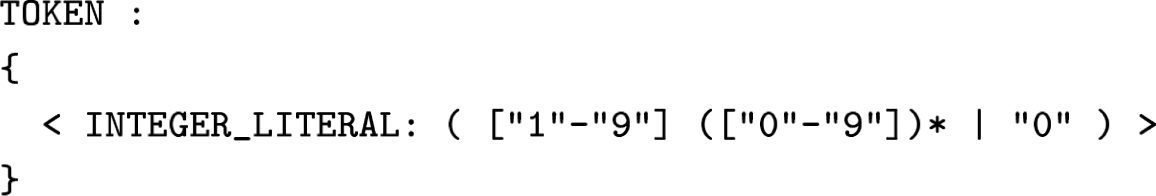 TOKEN :
{
  < INTEGER_LITERAL: ( ["1"-"9"] (["0"-"9"])* | "0" ) >
}